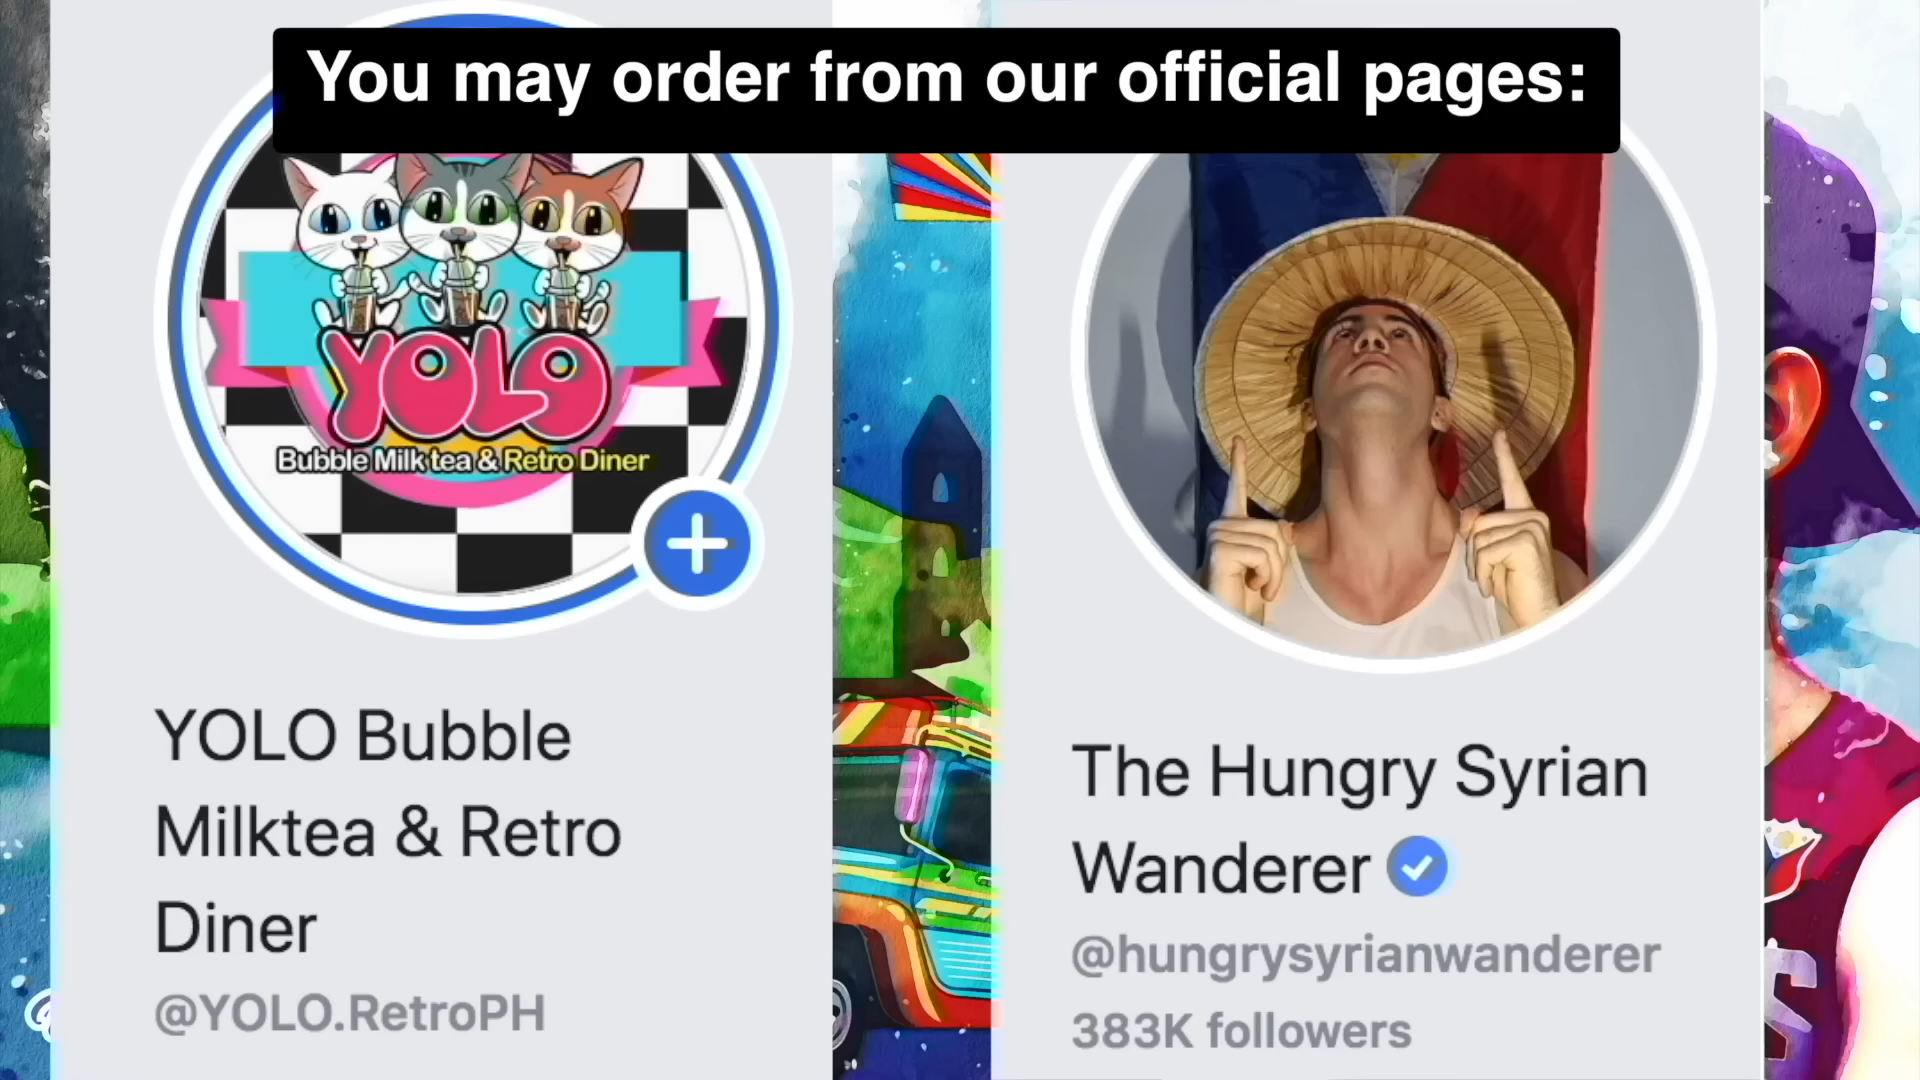 You may order from our official pages:
YOLO
Bubble Milk tea & Retro Diner
YOLO Bubble
Milktea & Retro
Diner
@YOLO.RetroPH
The Hungry Syrian
Wanderer
@hungrysyrianwanderer
383K followers